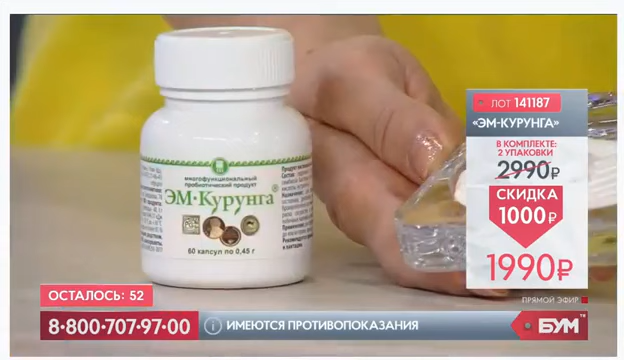 многофункциональный
пробиотический продукт
ЭМ·Курунга®
60 капсул по 0,45 г
ЛОТ 141187
«ЭМ-КУРУНГА»
В КОМПЛЕКТЕ:
2 УПАКОВКИ
2990₽
СКИДКА
1000₽
1990₽
ПРЯМОЙ ЭФИР
ОСТАЛОСЬ: 52
8·800·707·97·00
ИМЕЮТСЯ ПРОТИВОПОКАЗАНИЯ
БУМ ТВ